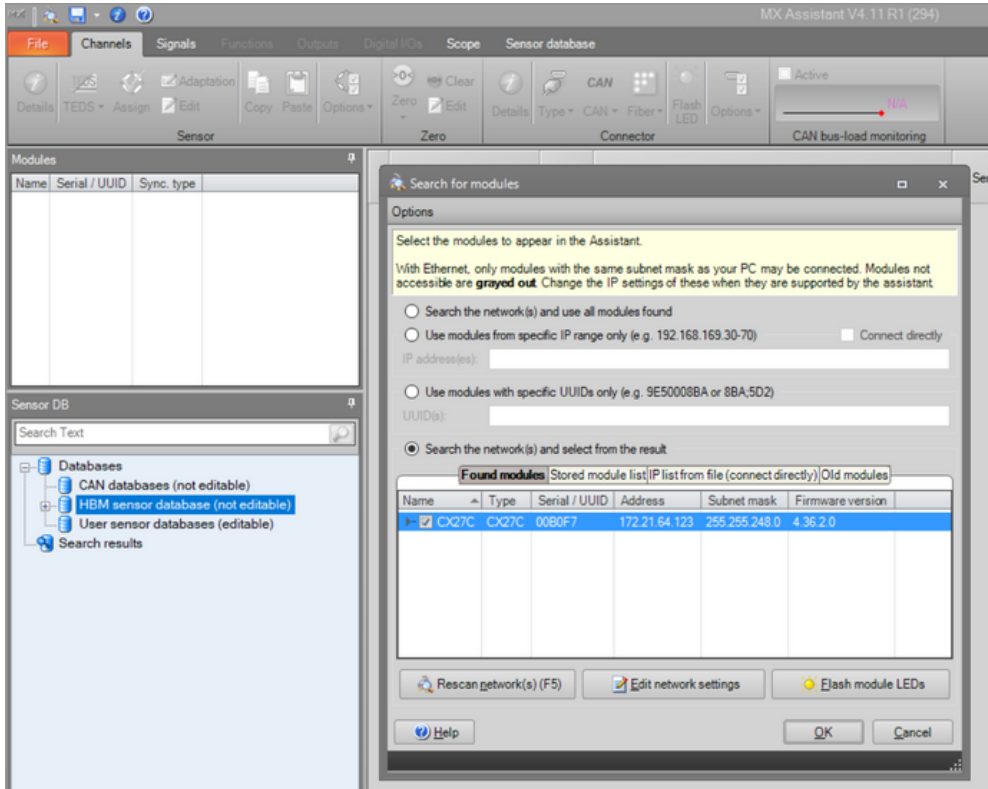 MX Assistant V4.11 R1 (294)
File Channels Signals Functions Outputs Digital I/Os Scope Sensor database
Details TEDS Assign Adaptation Edit Copy Paste Options
Sensor
>0< Zero Clear Edit
Zero
Details Type CAN CAN Fiber Flash LED Options
Connector
Active
N/A
CAN bus-load monitoring
Modules
Name Serial / UUID Sync. type
Sensor DB
Search Text
Databases
CAN databases (not editable)
HBM sensor database (not editable)
User sensor databases (editable)
Search results
Se
Search for modules
Options
Select the modules to appear in the Assistant.
With Ethernet, only modules with the same subnet mask as your PC may be connected. Modules not
accessible are grayed out. Change the IP settings of these when they are supported by the assistant.
Search the network(s) and use all modules found
Use modules from specific IP range only (e.g. 192.168.169.30-70) Connect directly
IP address(es):
Use modules with specific UUIDs only (e.g. 9E50008BA or 8BA;5D2)
UUID(s):
Search the network(s) and select from the result
Found modules Stored module list IP list from file (connect directly) Old modules
Name Type Serial / UUID Address Subnet mask Firmware version
CX27C CX27C 00B0F7 172.21.64.123 255.255.248.0 4.36.2.0
Rescan network(s) (F5) Edit network settings Flash module LEDs
Help OK Cancel